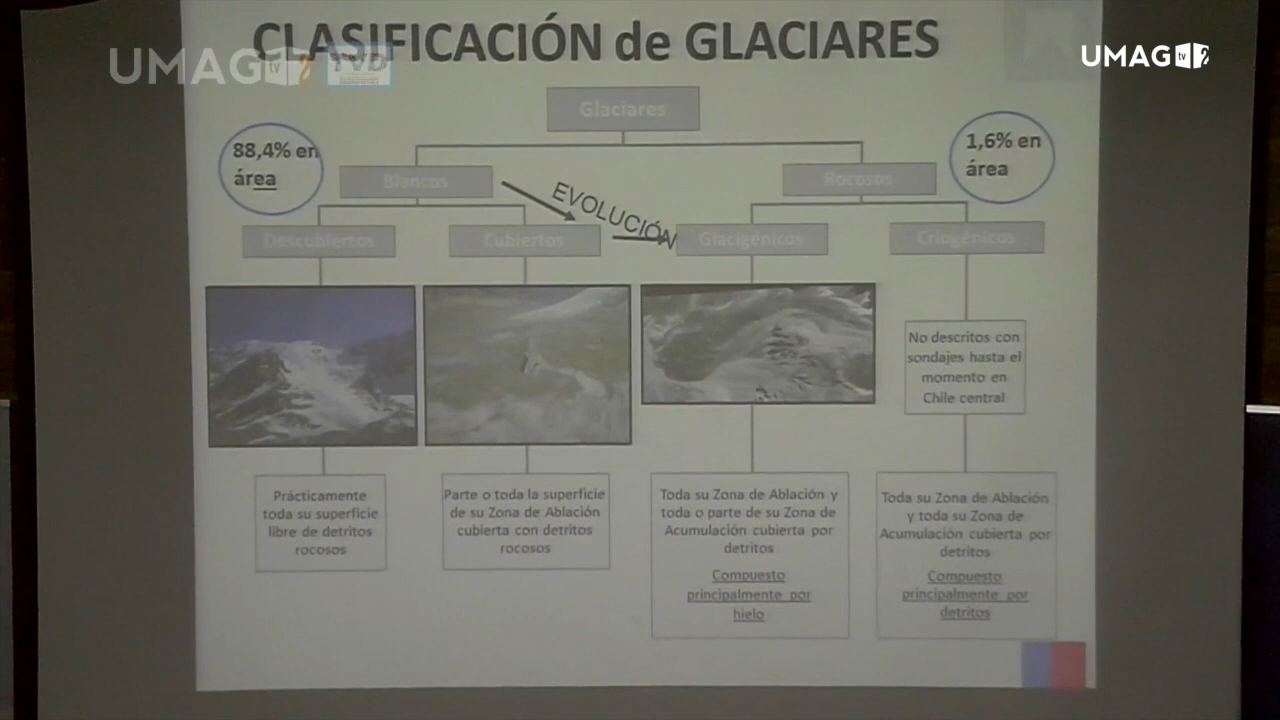 CLASIFICACIÓN de GLACIARES
UMAG tv
TVD
UMAG tv
Glaciares
88,4% en
área
1,6% en
área
Blancos
Rocosos
EVOLUCIÓN
Descubiertos
Cubiertos
Glacigénicos
Criogénicos
No descritos con
sondajes hasta el
momento en
Chile central
Prácticamente
toda su superficie
libre de detritos
rocosos
Parte o toda la superficie
de su Zona de Ablación
cubierta con detritos
rocosos
Toda su Zona de Ablación y
toda o parte de su Zona de
Acumulación cubierta por
detritos
Compuesto
principalmente por
hielo
Toda su Zona de Ablación
y toda su Zona de
Acumulación cubierta por
detritos
Compuesto
principalmente por
detritos